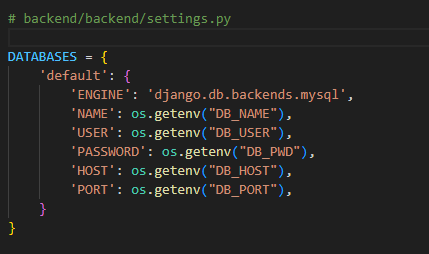 # backend/backend/settings.py
DATABASES = {
    'default': {
        'ENGINE': 'django.db.backends.mysql',
        'NAME': os.getenv("DB_NAME"),
        'USER': os.getenv("DB_USER"),
        'PASSWORD': os.getenv("DB_PWD"),
        'HOST': os.getenv("DB_HOST"),
        'PORT': os.getenv("DB_PORT"),
    }
}